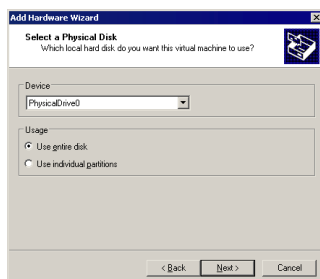 Add Hardware Wizard
Select a Physical Disk
Which local hard disk do you want this virtual machine to use?
Device
PhysicalDrive0
Usage
Use entire disk
Use individual partitions
< Back
Next >
Cancel